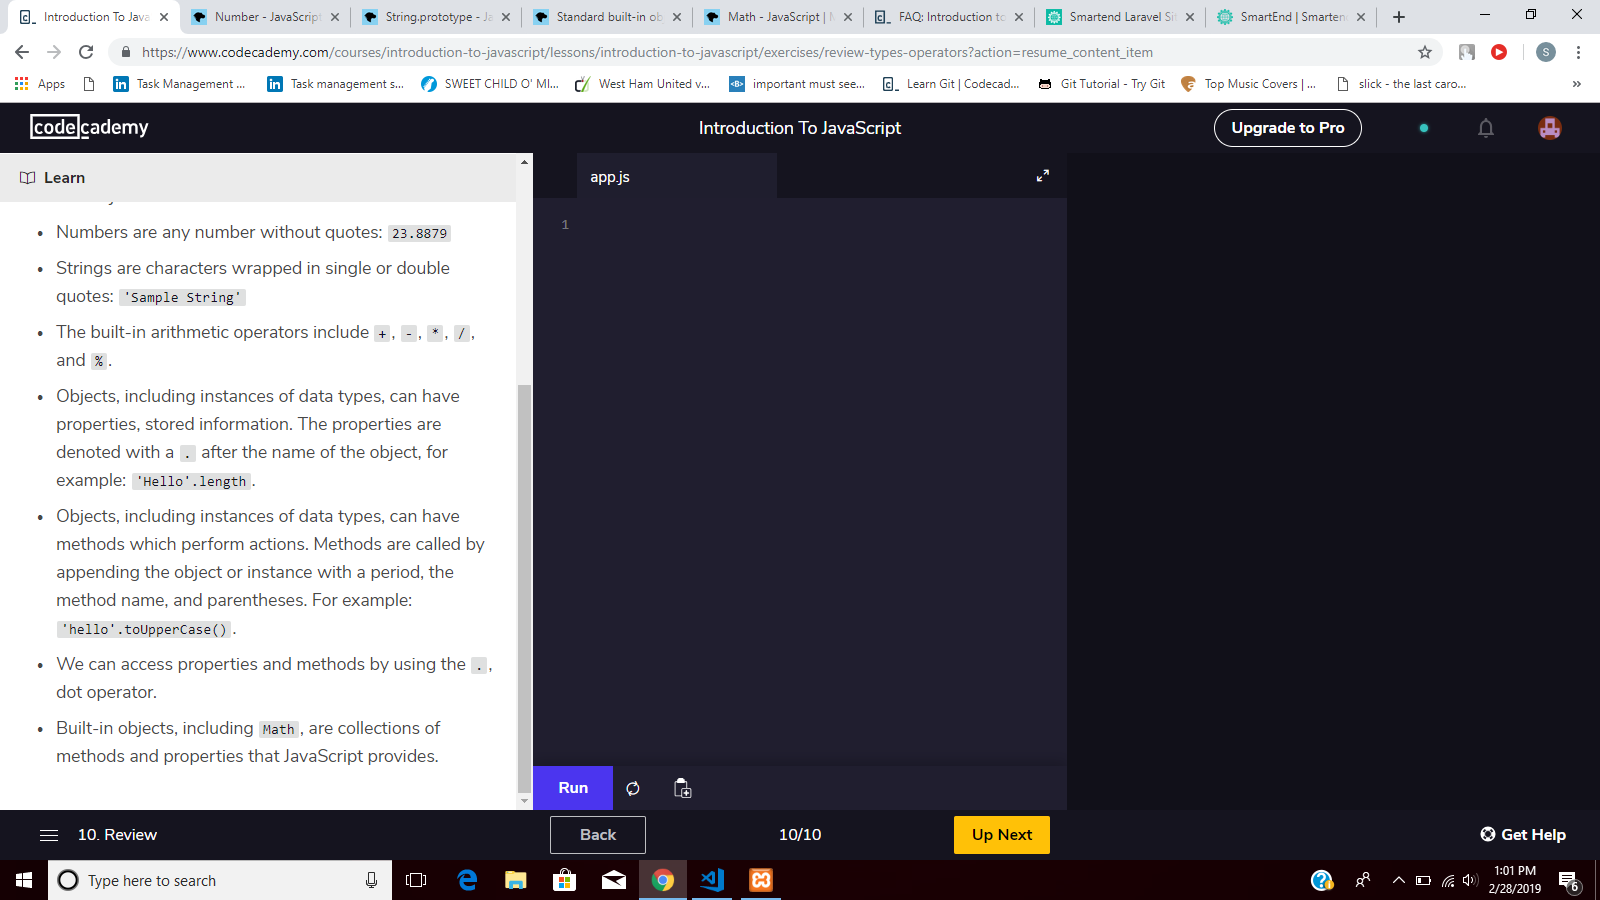 Introduction To Java
Number - JavaScript
String.prototype - Ja
Standard built-in ob
Math - JavaScript | M
FAQ: Introduction to
Smartend Laravel Sit
SmartEnd | Smarten
https://www.codecademy.com/courses/introduction-to-javascript/lessons/introduction-to-javascript/exercises/review-types-operators?action=resume_content_item
S
Apps
Task Management ...
Task management s...
SWEET CHILD O' MI...
West Ham United v...
<B> important must see...
Learn Git | Codecad...
Git Tutorial - Try Git
Top Music Covers | ...
slick - the last caro...
»
codecademy
Introduction To JavaScript
Upgrade to Pro
Learn
app.js
1
• Numbers are any number without quotes: 23.8879
• Strings are characters wrapped in single or double
quotes: 'Sample String'
• The built-in arithmetic operators include +, -, *, /,
and %.
• Objects, including instances of data types, can have
properties, stored information. The properties are
denoted with a . after the name of the object, for
example: 'Hello'.length.
• Objects, including instances of data types, can have
methods which perform actions. Methods are called by
appending the object or instance with a period, the
method name, and parentheses. For example:
'hello'.toUpperCase().
• We can access properties and methods by using the .,
dot operator.
• Built-in objects, including Math, are collections of
methods and properties that JavaScript provides.
Run
10. Review
Back
10/10
Up Next
Get Help
Type here to search
1:01 PM
2/28/2019
6